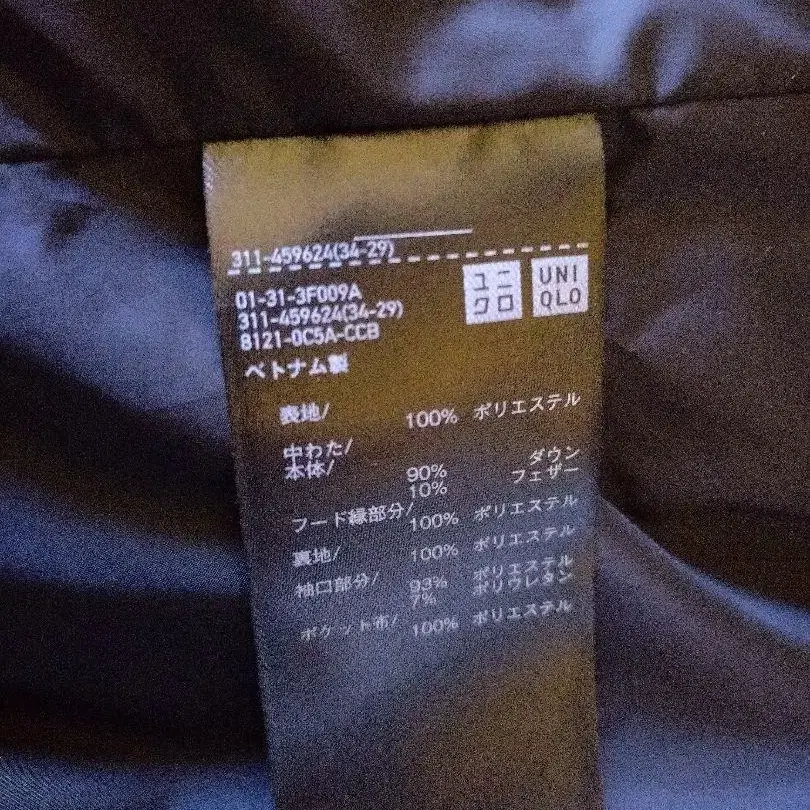 311-459624(34-29)
01-31-3F009A
311-459624(34-29)
8121-0C5A-CCB
ユニ
クロ
UNI
QLO
ベトナム製
表地/ 100% ポリエステル
中わた/
本体/ 90% ダウン
10% フェザー
フード縁部分/ 100% ポリエステル
裏地/ 100% ポリエステル
袖口部分/ 93% ポリエステル
7% ポリウレタン
ポケット布/ 100% ポリエステル